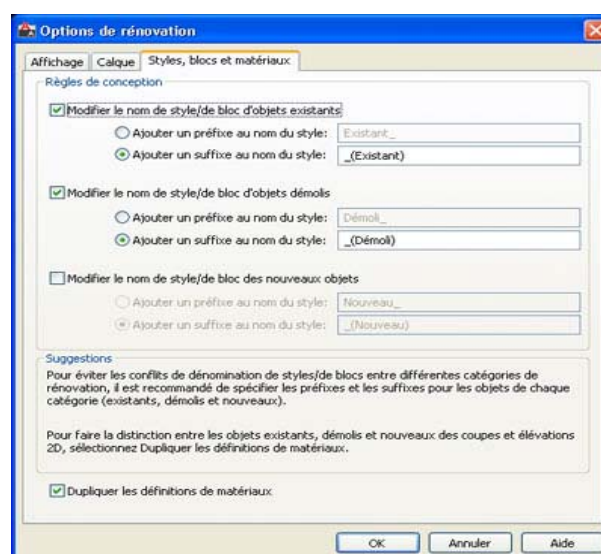 Options de rénovation
Affichage Calque Styles, blocs et matériaux
Règles de conception
Modifier le nom de style/de bloc d'objets existants
Ajouter un préfixe au nom du style: Existant_
Ajouter un suffixe au nom du style: _(Existant)
Modifier le nom de style/de bloc d'objets démolis
Ajouter un préfixe au nom du style: Démoli_
Ajouter un suffixe au nom du style: _(Démoli)
Modifier le nom de style/de bloc des nouveaux objets
Ajouter un préfixe au nom du style: Nouveau_
Ajouter un suffixe au nom du style: _(Nouveau)
Suggestions
Pour éviter les conflits de dénomination de styles/de blocs entre différentes catégories de
rénovation, il est recommandé de spécifier les préfixes et les suffixes pour les objets de chaque
catégorie (existants, démolis et nouveaux).
Pour faire la distinction entre les objets existants, démolis et nouveaux des coupes et élévations
2D, sélectionnez Dupliquer les définitions de matériaux.
Dupliquer les définitions de matériaux
OK Annuler Aide